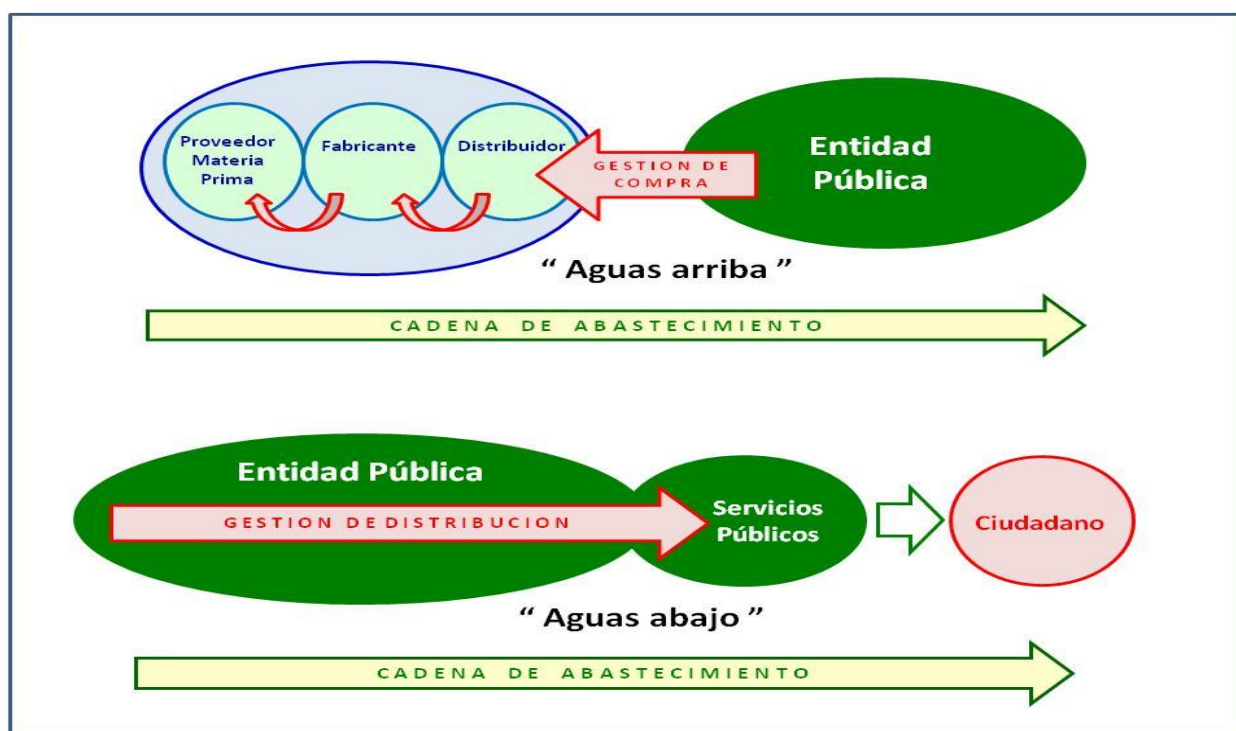 Proveedor
Materia
Prima
Fabricante
Distribuidor
GESTION DE
COMPRA
Entidad
Pública
“ Aguas arriba ”
CADENA DE ABASTECIMIENTO
Entidad Pública
GESTION DE DISTRIBUCION
Servicios
Públicos
Ciudadano
“ Aguas abajo ”
CADENA DE ABASTECIMIENTO